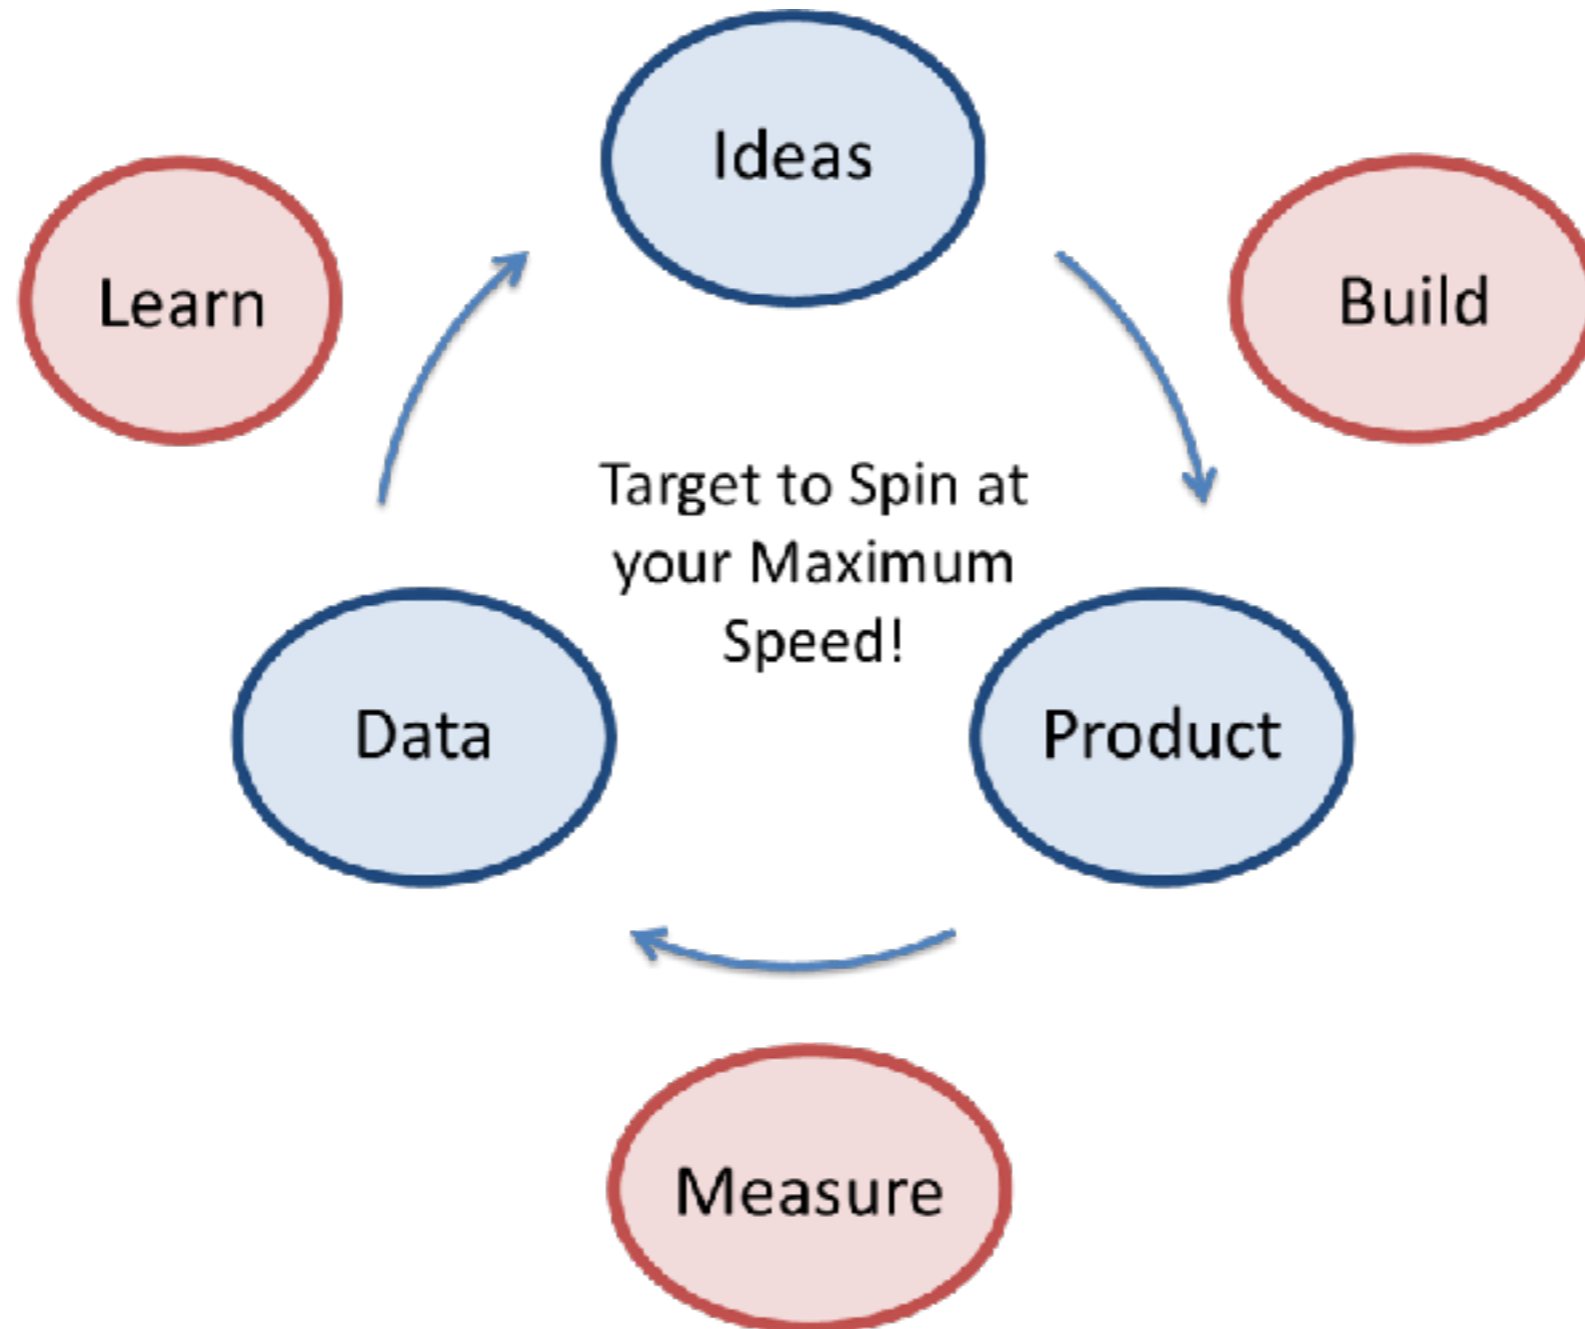 Ideas
Learn
Build
Target to Spin at
your Maximum
Speed!
Data
Product
Measure